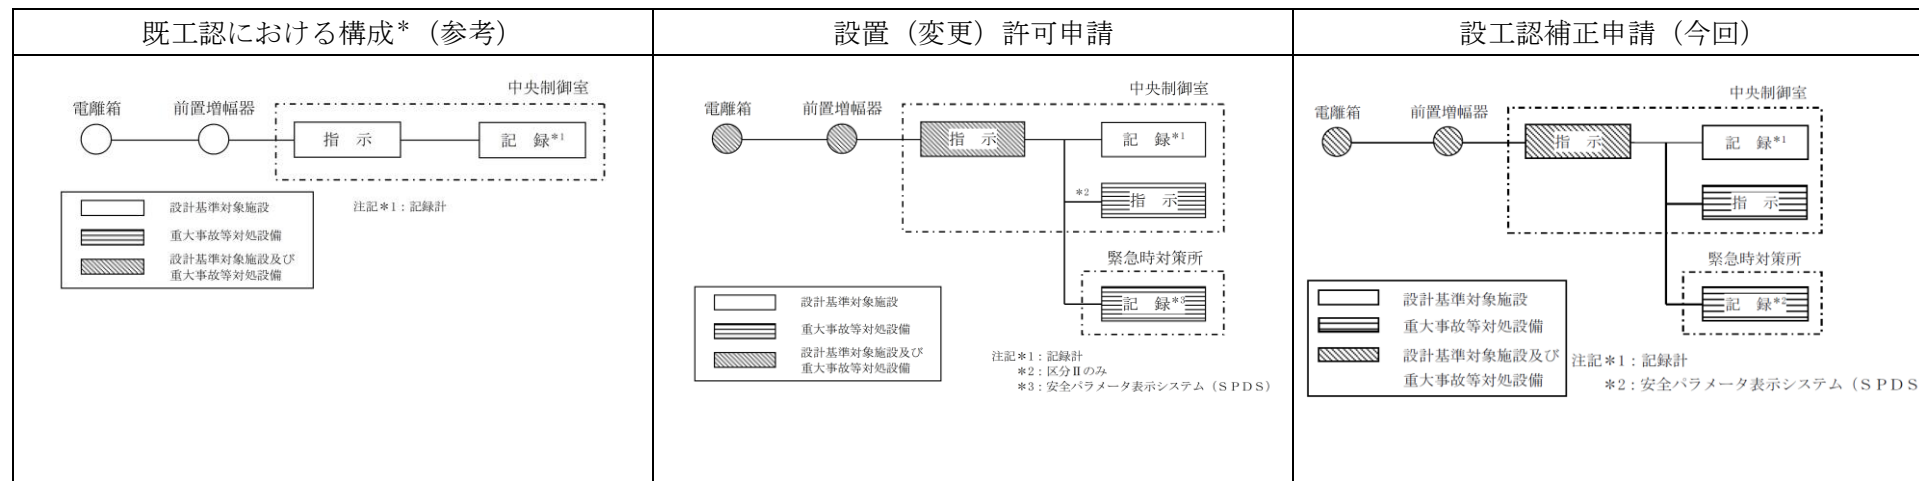 既工認における構成*（参考）
中央制御室
電離箱
前置増幅器
指　示
記　録*1
設計基準対象施設
重大事故等対処設備
設計基準対象施設及び
重大事故等対処設備
注記*1：記録計
設置（変更）許可申請
中央制御室
電離箱
前置増幅器
指　示
記　録*1
*2
指　示
緊急時対策所
記　録*3
設計基準対象施設
重大事故等対処設備
設計基準対象施設及び
重大事故等対処設備
注記*1：記録計
*2：区分Ⅱのみ
*3：安全パラメータ表示システム（ＳＰＤＳ）
設工認補正申請（今回）
中央制御室
電離箱
前置増幅器
指　示
記　録*1
指　示
緊急時対策所
記　録*2
設計基準対象施設
重大事故等対処設備
設計基準対象施設及び
重大事故等対処設備
注記*1：記録計
*2：安全パラメータ表示システム（ＳＰＤＳ